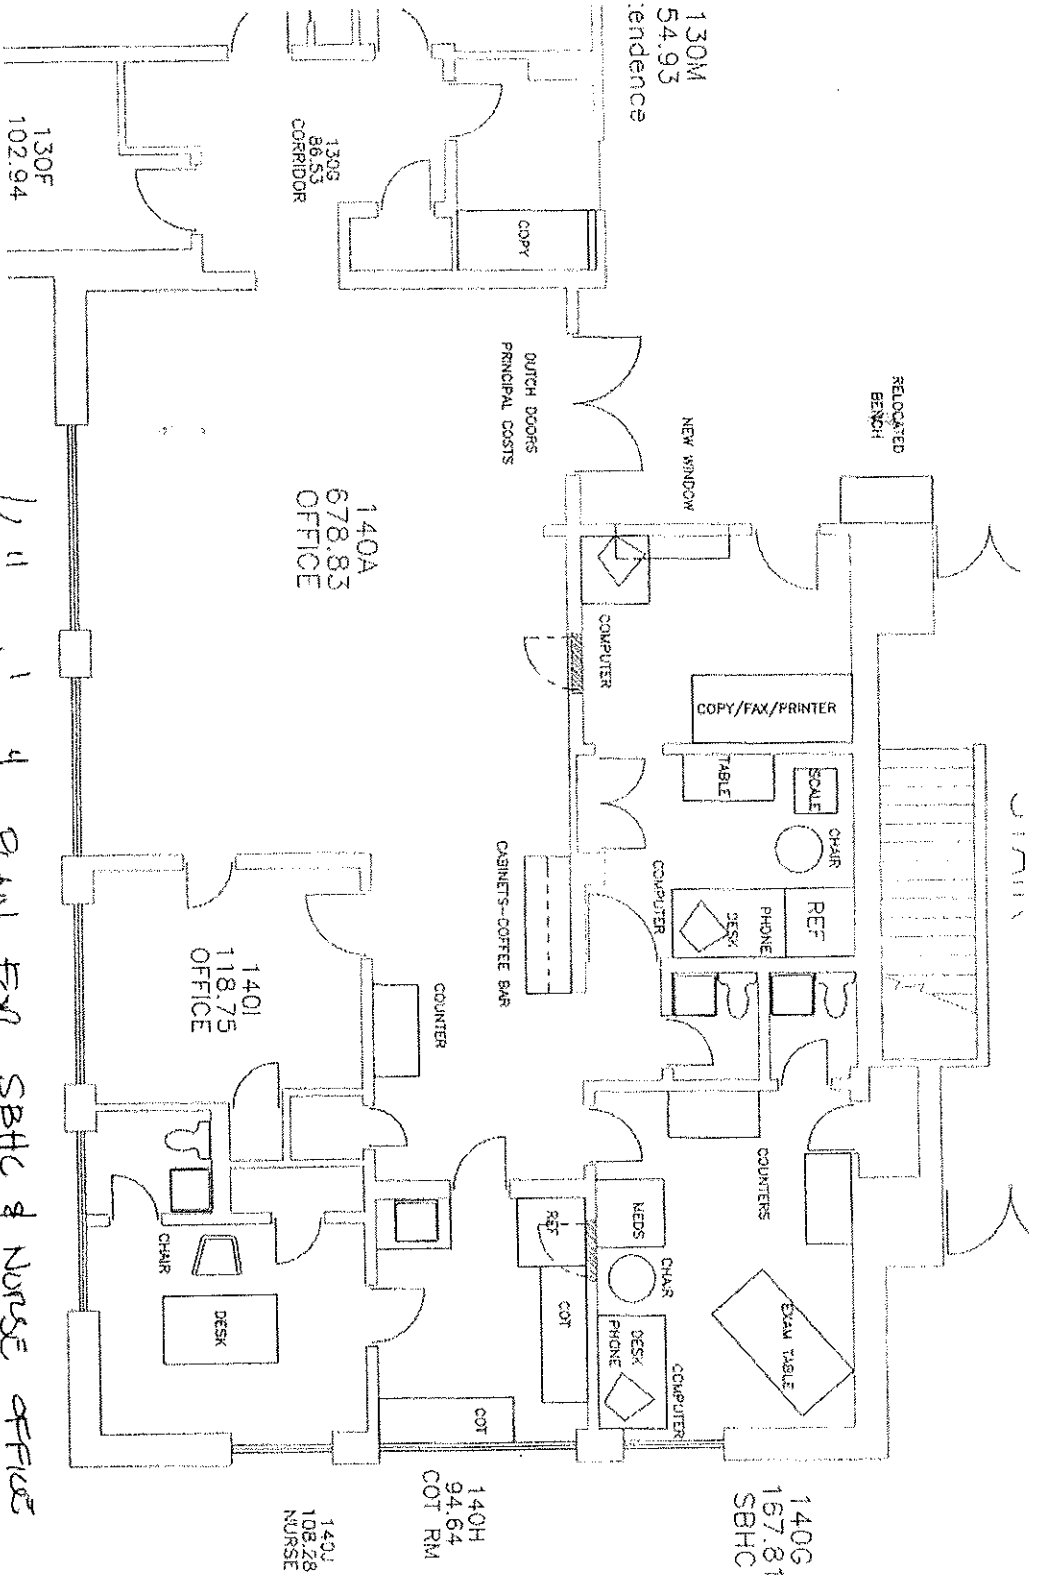 130M
54.93
tendence
130F
102.94
130G
86.53
CORRIDOR
COPY
DUTCH DOORS
PRINCIPAL COSTS
RELOCATED
BENCH
NEW WINDOW
140A
678.83
OFFICE
COMPUTER
COPY/FAX/PRINTER
TABLE
SCALE
CHAIR
COMPUTER
DESK
PHONE
REF
CABINETS-COFFEE BAR
COUNTER
140I
118.75
OFFICE
COUNTERS
MEDS
REF
CHAIR
COT
DESK
PHONE
COMPUTER
EXAM TABLE
CHAIR
DESK
COT
140G
167.81
SBHC
140H
94.64
COT RM
140J
108.28
NURSE
FOR SBHC & NURSE OFFICE